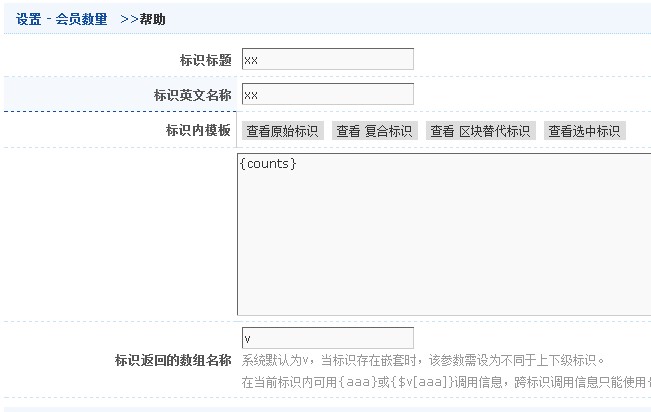 设置 - 会员数量 >>帮助
标识标题 xx
标识英文名称 xx
标识内模板 查看原始标识 查看 复合标识 查看 区块替代标识 查看选中标识
{counts}
v
标识返回的数组名称 系统默认为v，当标识存在嵌套时，该参数需设为不同于上下级标识。
在当前标识内可用{aaa}或{$v[aaa]}调用信息，跨标识调用信息只能使用